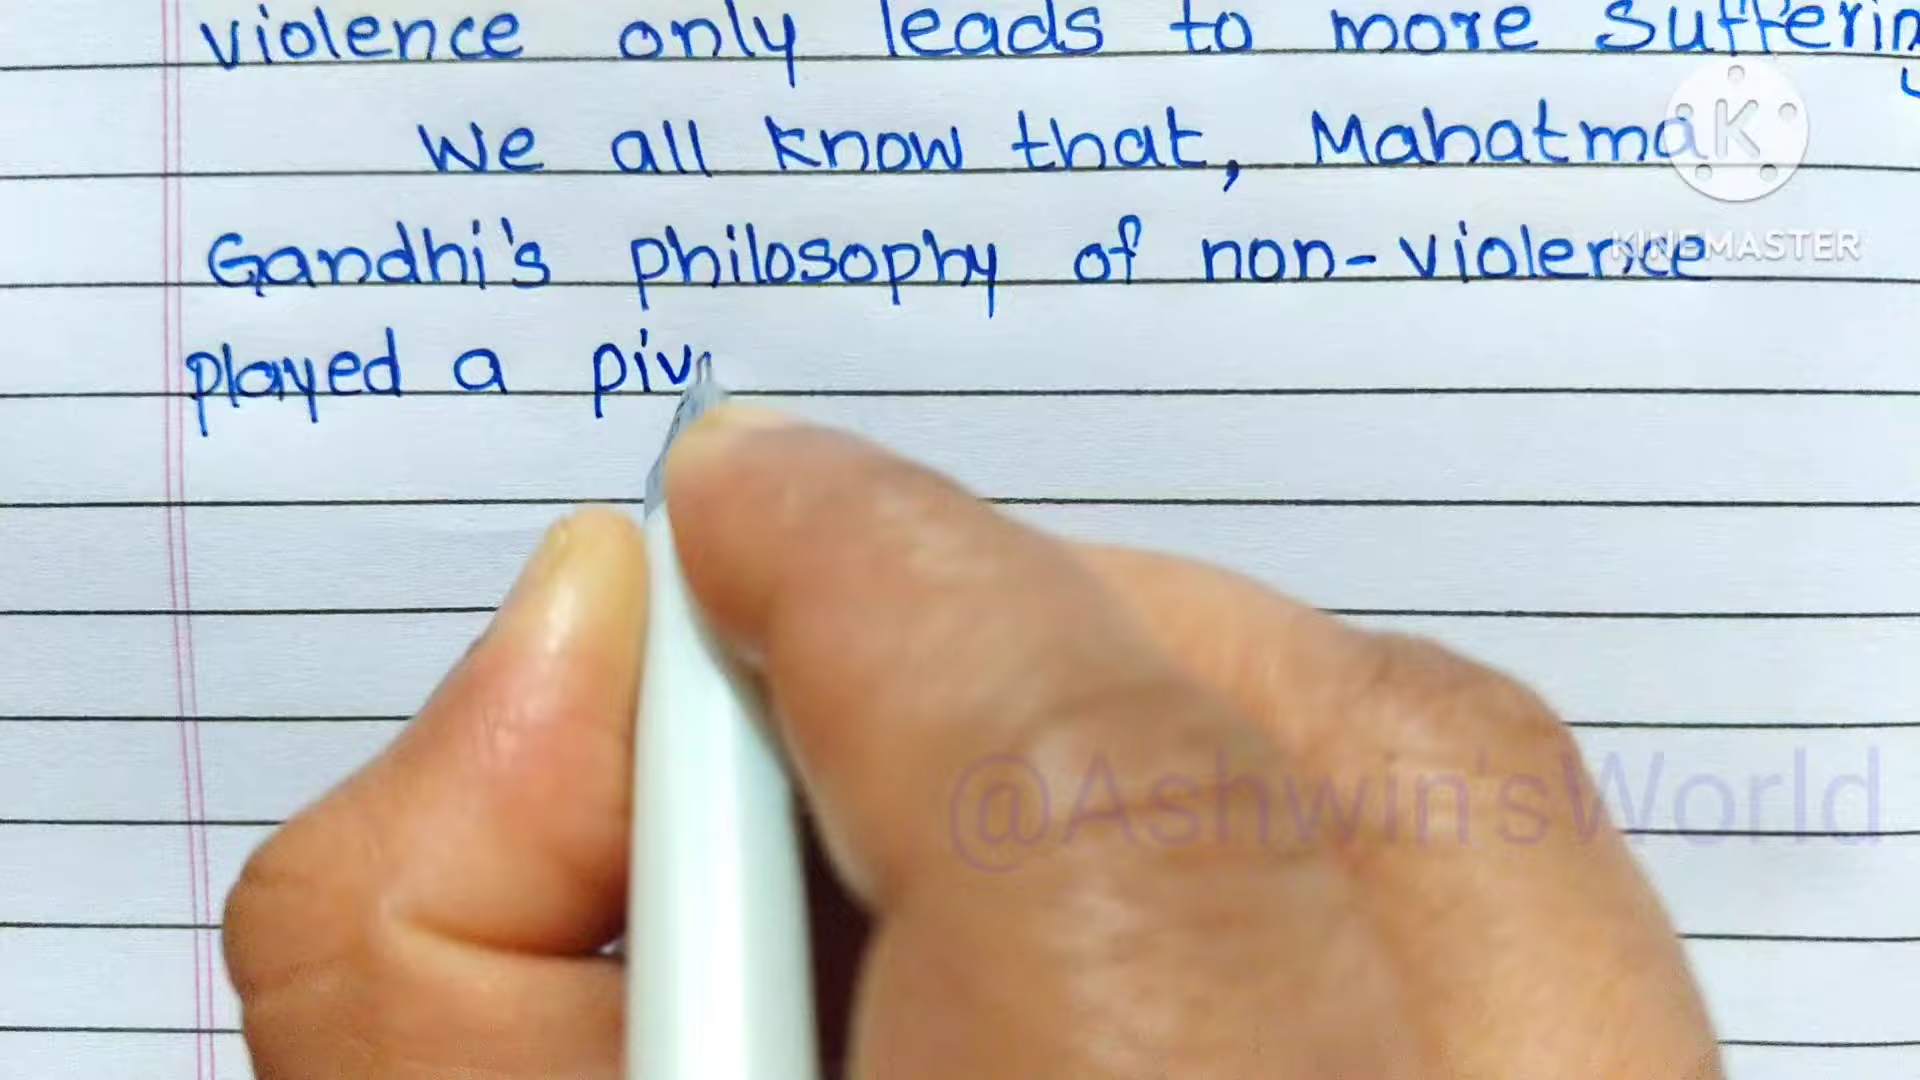 violence only leads to more suffering
We all know that, Mahatma
Gandhi's philosophy of non-violence
played a piv
K
KINEMASTER
@Ashwin'sWorld